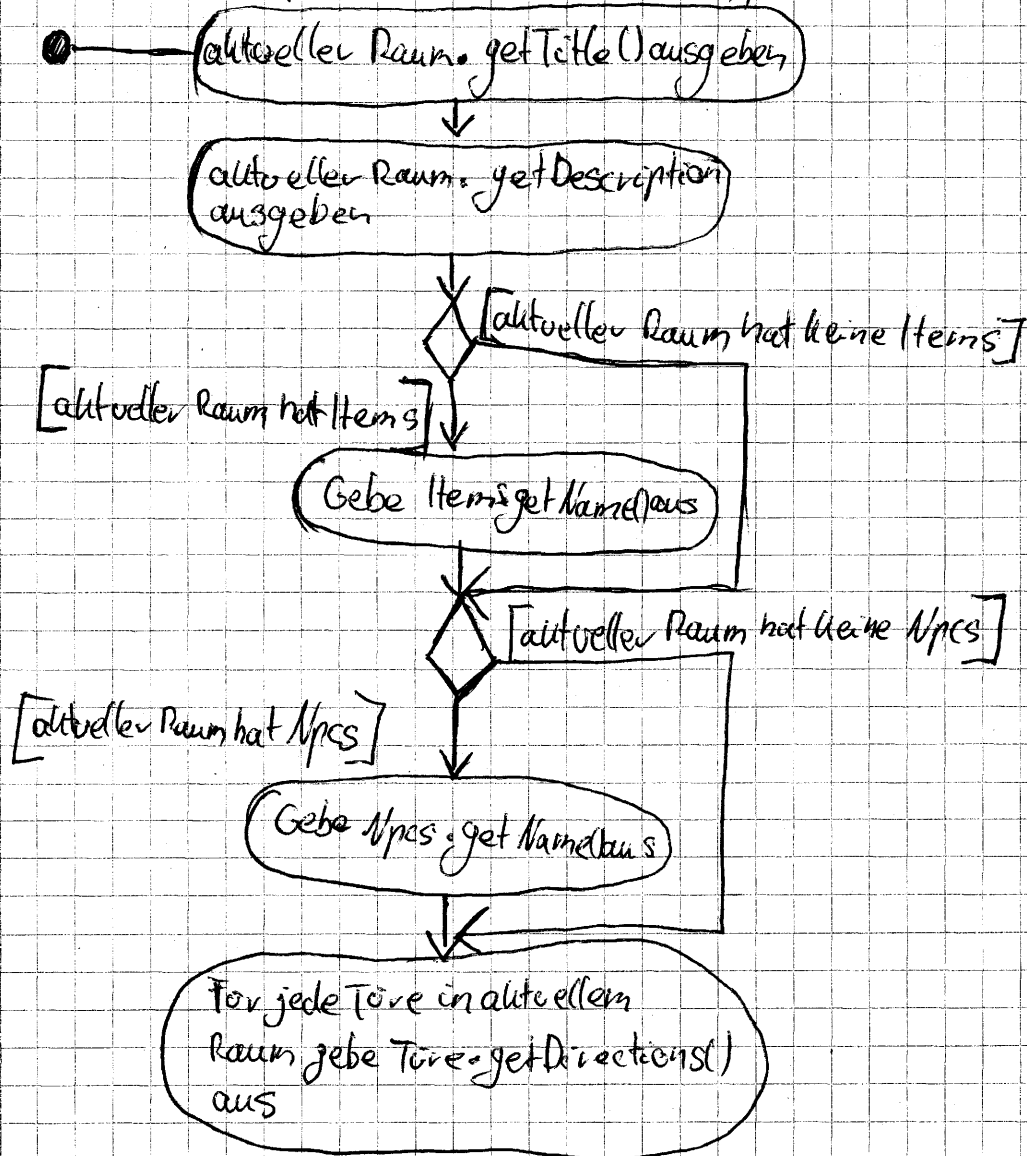 aktueller Raum.getTitle() ausgeben
aktueller Raum.getDescription
ausgeben
[aktueller Raum hat keine Items]
[aktueller Raum hat Items]
Gebe Items.getName() aus
[aktueller Raum hat keine Npcs]
[aktueller Raum hat Npcs]
Gebe Npcs.getName() aus
Für jede Türe in aktuellem
Raum gebe Türe.getDirections()
aus